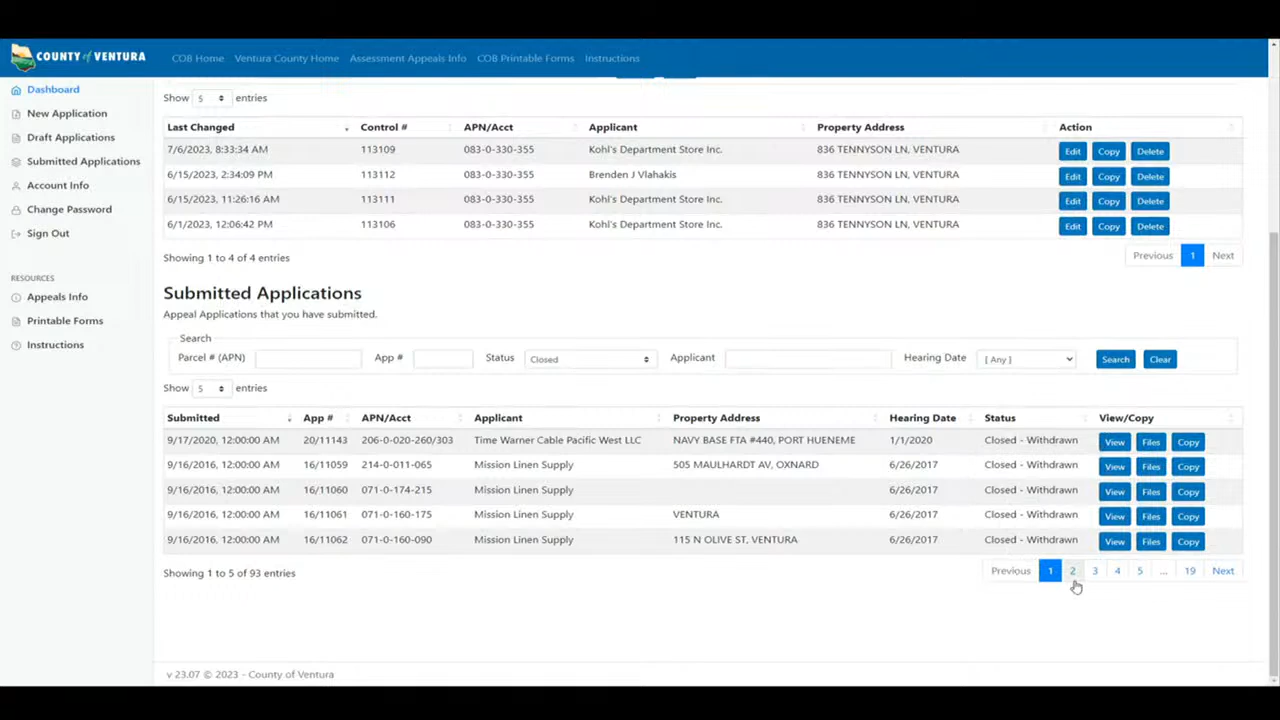 COUNTY of VENTURA
COB Home Ventura County Home Assessment Appeals Info COB Printable Forms Instructions
Dashboard
New Application
Draft Applications
Submitted Applications
Account Info
Change Password
Sign Out
RESOURCES
Appeals Info
Printable Forms
Instructions
Show 5 entries
Last Changed Control # APN/Acct Applicant Property Address Action
7/6/2023, 8:33:34 AM 113109 083-0-330-355 Kohl's Department Store Inc. 836 TENNYSON LN, VENTURA Edit Copy Delete
6/15/2023, 2:34:09 PM 113112 083-0-330-355 Brenden J Vlahakis 836 TENNYSON LN, VENTURA Edit Copy Delete
6/15/2023, 11:26:16 AM 113111 083-0-330-355 Kohl's Department Store Inc. 836 TENNYSON LN, VENTURA Edit Copy Delete
6/1/2023, 12:06:42 PM 113106 083-0-330-355 Kohl's Department Store Inc. 836 TENNYSON LN, VENTURA Edit Copy Delete
Showing 1 to 4 of 4 entries Previous 1 Next
Submitted Applications
Appeal Applications that you have submitted.
Search
Parcel # (APN) App # Status Closed Applicant Hearing Date [ Any ] Search Clear
Show 5 entries
Submitted App # APN/Acct Applicant Property Address Hearing Date Status View/Copy
9/17/2020, 12:00:00 AM 20/11143 206-0-020-260/303 Time Warner Cable Pacific West LLC NAVY BASE FTA #440, PORT HUENEME 1/1/2020 Closed - Withdrawn View Files Copy
9/16/2016, 12:00:00 AM 16/11059 214-0-011-065 Mission Linen Supply 505 MAULHARDT AV, OXNARD 6/26/2017 Closed - Withdrawn View Files Copy
9/16/2016, 12:00:00 AM 16/11060 071-0-174-215 Mission Linen Supply 6/26/2017 Closed - Withdrawn View Files Copy
9/16/2016, 12:00:00 AM 16/11061 071-0-160-175 Mission Linen Supply VENTURA 6/26/2017 Closed - Withdrawn View Files Copy
9/16/2016, 12:00:00 AM 16/11062 071-0-160-090 Mission Linen Supply 115 N OLIVE ST, VENTURA 6/26/2017 Closed - Withdrawn View Files Copy
Showing 1 to 5 of 93 entries Previous 1 2 3 4 5 ... 19 Next
v 23.07 © 2023 - County of Ventura